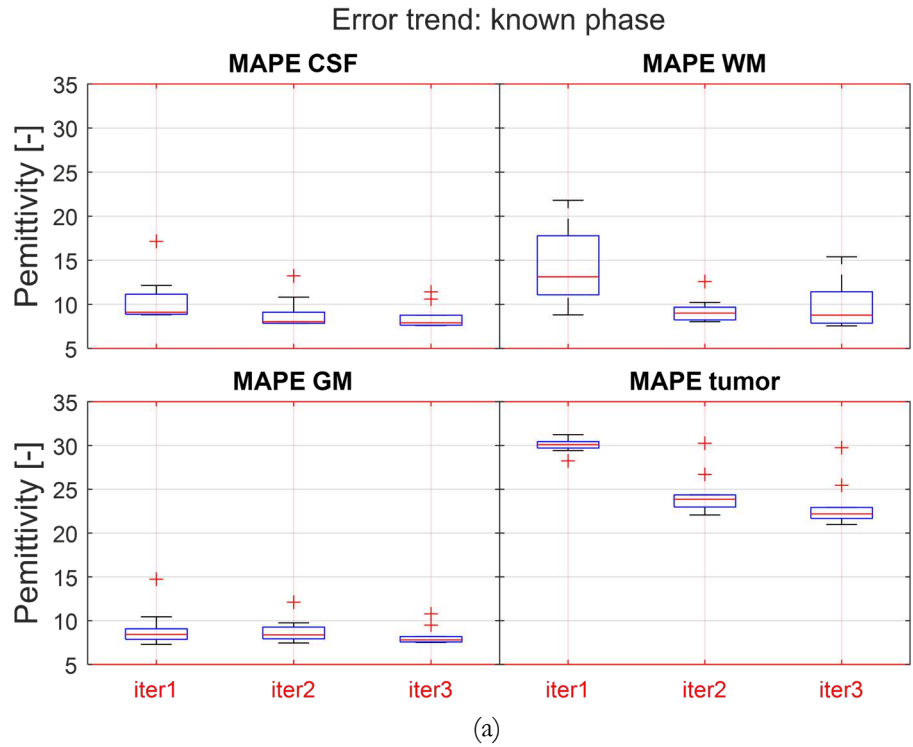 Error trend: known phase
MAPE CSF
MAPE WM
35
30
25
20
15
10
5
Pemittivity [-]
MAPE GM
MAPE tumor
35
30
25
20
15
10
5
Pemittivity [-]
iter1 iter2 iter3 iter1 iter2 iter3
(a)